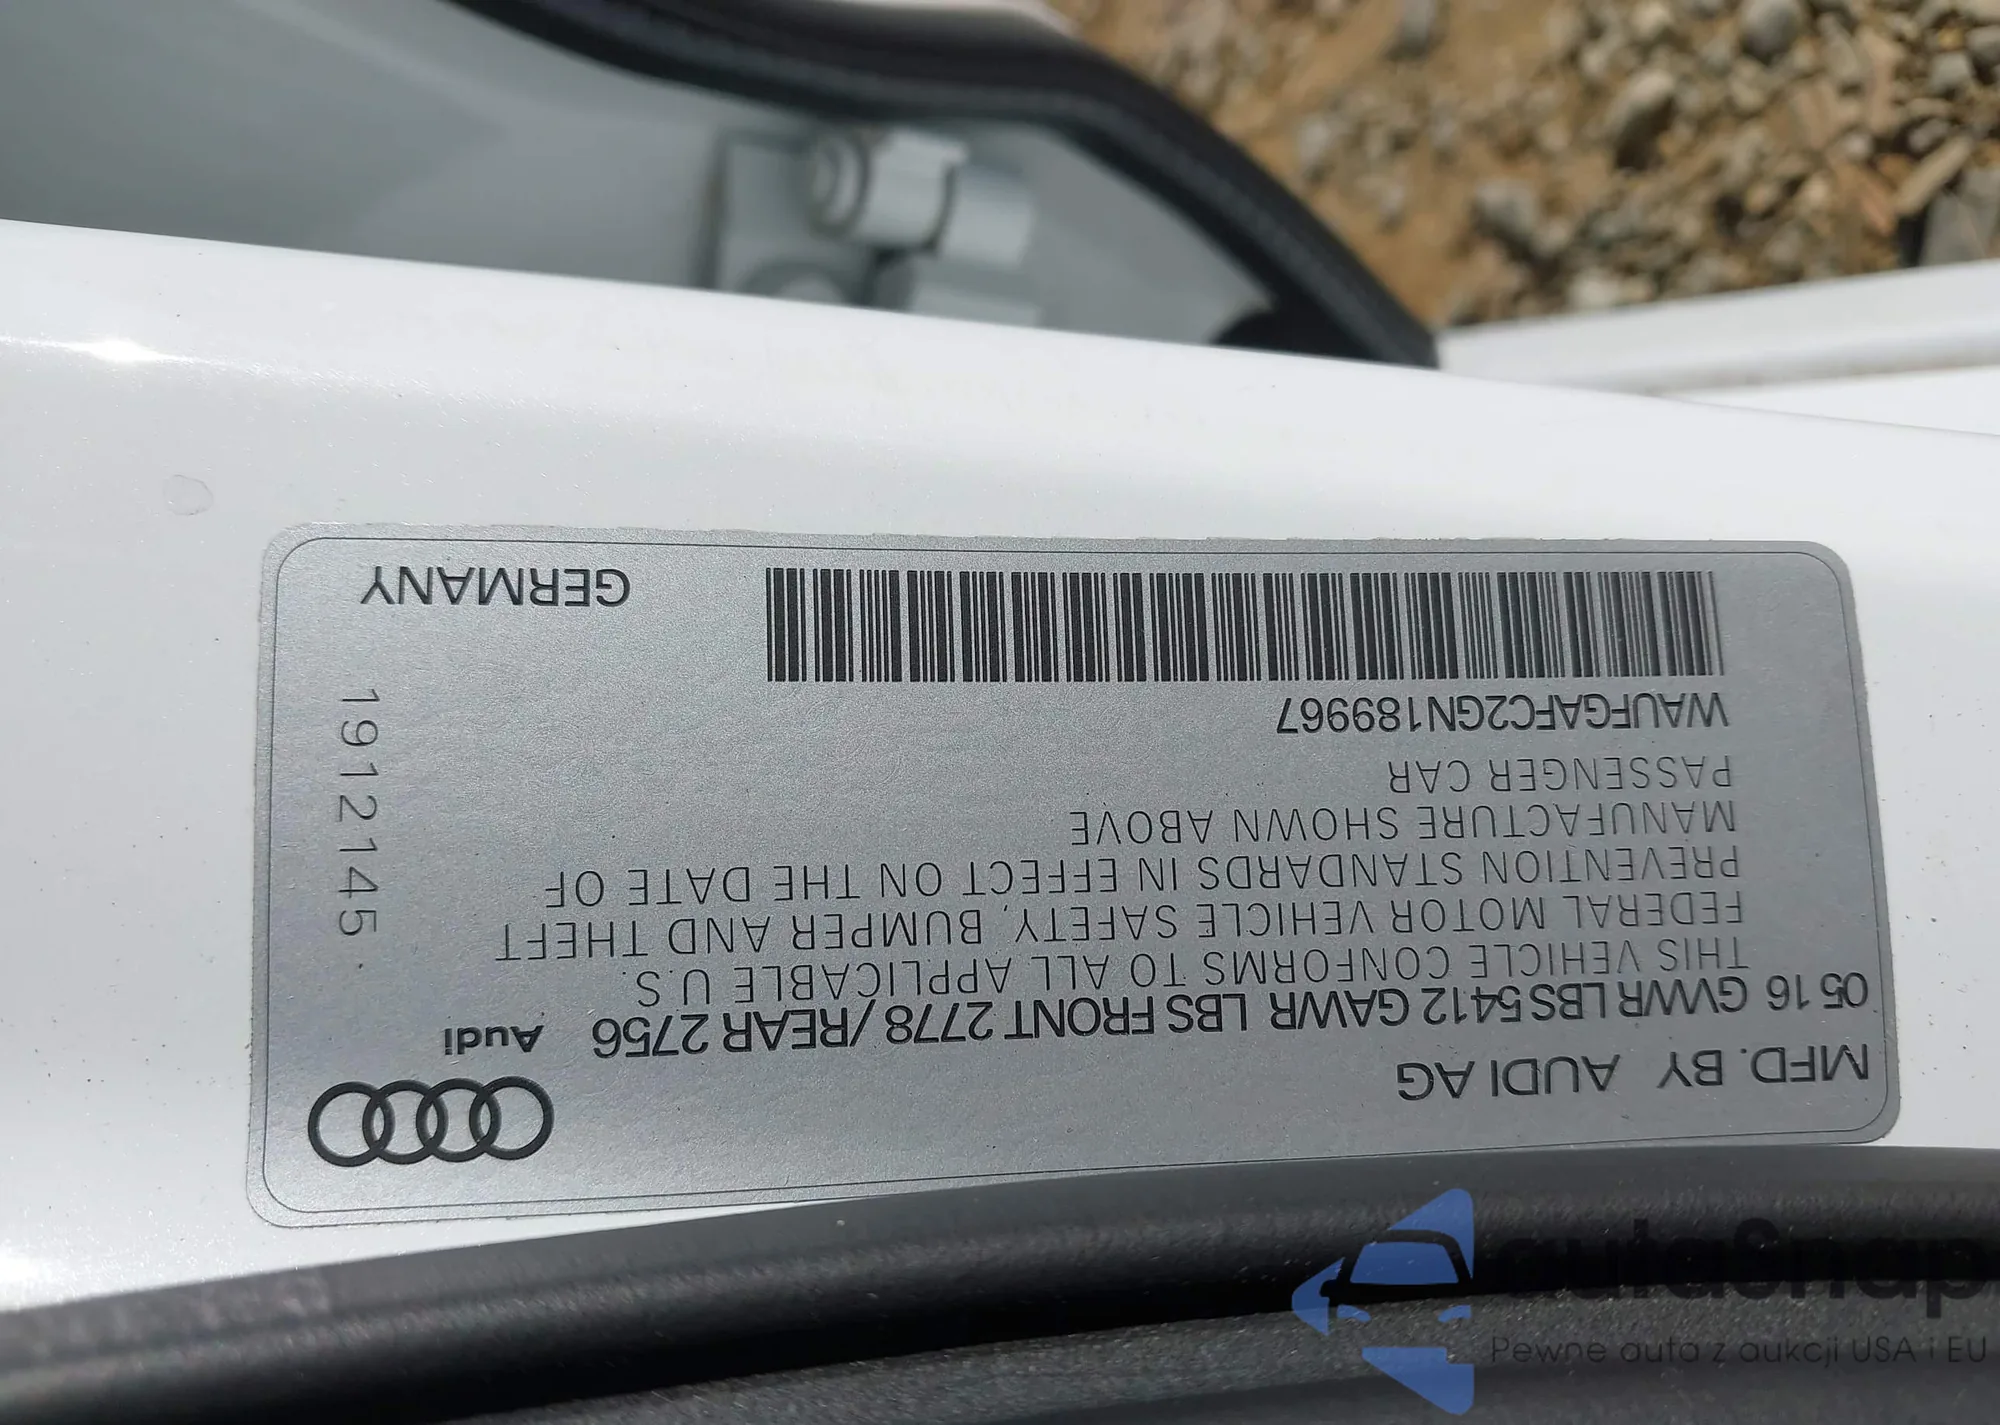 MFD. BY AUDI AG
Audi
05 16 GVWR LBS 5412 GAWR LBS FRONT 2778 / REAR 2756
THIS VEHICLE CONFORMS TO ALL APPLICABLE U.S.
FEDERAL MOTOR VEHICLE SAFETY, BUMPER AND THEFT
PREVENTION STANDARDS IN EFFECT ON THE DATE OF
MANUFACTURE SHOWN ABOVE
PASSENGER CAR
WAUFGAFC2GN189967
GERMANY
1912145
autosnap
Pewne auta z aukcji USA i EU